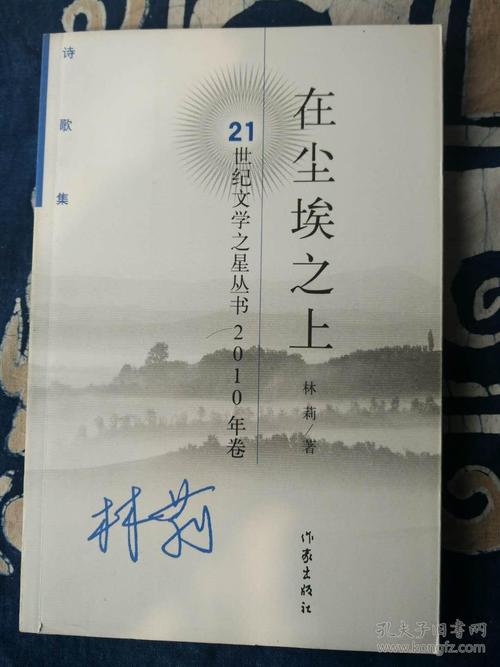 诗歌集
在尘埃之上
21世纪文学之星丛书／2010年卷
林莉／著
林莉
作家出版社
孔夫子旧书网
www.kongfz.com